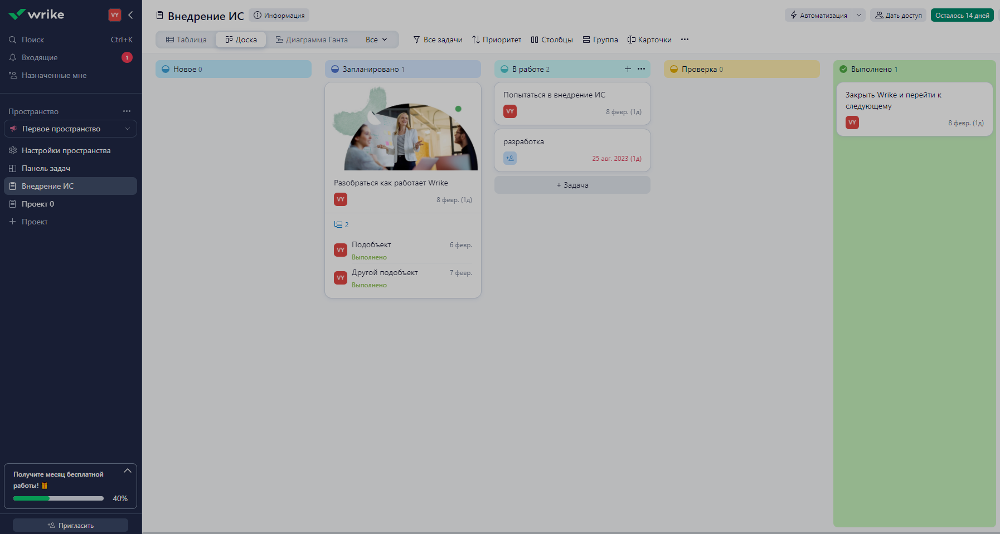 wrike
VY
Поиск
Ctrl+K
Входящие
1
Назначенные мне
Пространство
Первое пространство
Настройки пространства
Панель задач
Внедрение ИС
Проект 0
Проект
Получите месяц бесплатной
работы!
40%
Пригласить
Внедрение ИС
Информация
Автоматизация
Дать доступ
Осталось 14 дней
Таблица
Доска
Диаграмма Ганта
Все
Все задачи
Приоритет
Столбцы
Группа
Карточки
Новое 0
Запланировано 1
Разобраться как работает Wrike
VY
8 февр. (1д)
2
VY
Подобъект
6 февр.
Выполнено
VY
Другой подобъект
7 февр.
Выполнено
В работе 2
Попытаться в внедрение ИС
VY
8 февр. (1д)
разработка
25 авг. 2023 (1д)
+ Задача
Проверка 0
Выполнено 1
Закрыть Wrike и перейти к
следующему
VY
8 февр. (1д)